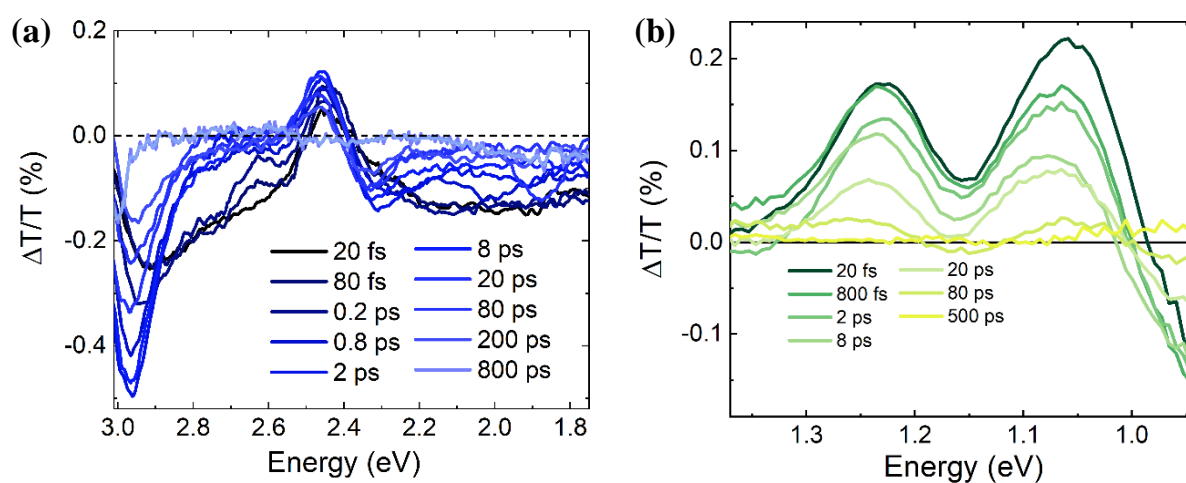 (a)
0.2
0.0
-0.2
-0.4
ΔT/T (%)
20 fs
80 fs
0.2 ps
0.8 ps
2 ps
8 ps
20 ps
80 ps
200 ps
800 ps
3.0 2.8 2.6 2.4 2.2 2.0 1.8
Energy (eV)
(b)
0.2
0.1
0.0
-0.1
ΔT/T (%)
20 fs
800 fs
2 ps
8 ps
20 ps
80 ps
500 ps
1.3 1.2 1.1 1.0
Energy (eV)